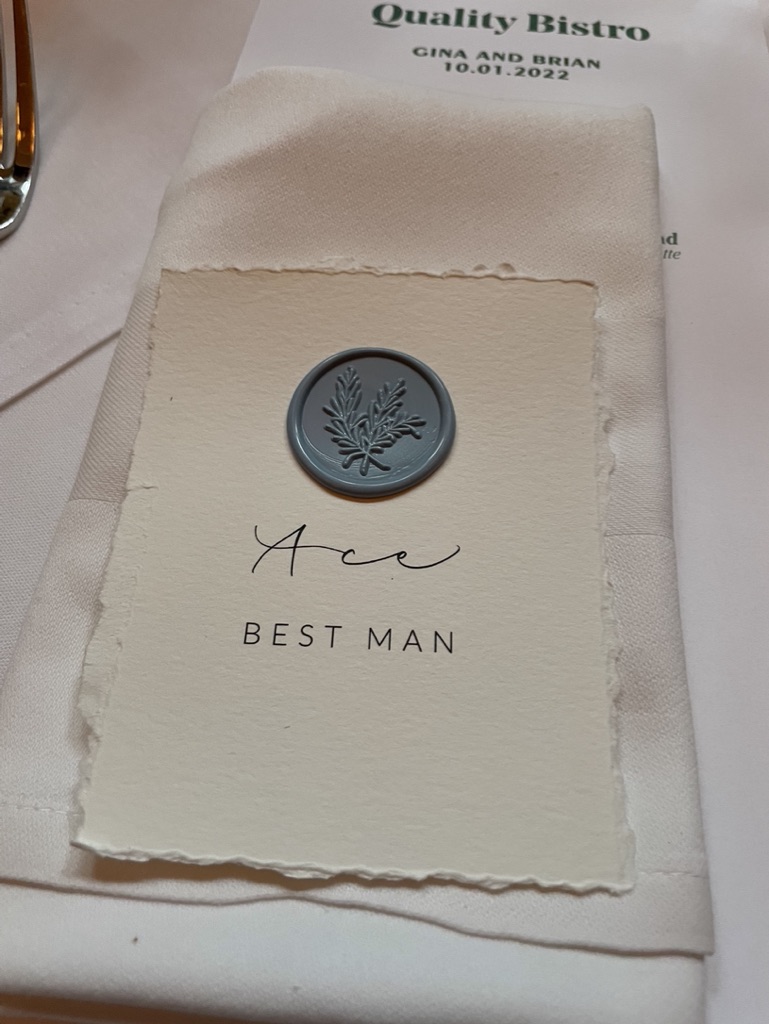 Quality Bistro
GINA AND BRIAN
10.01.2022
Ace
BEST MAN